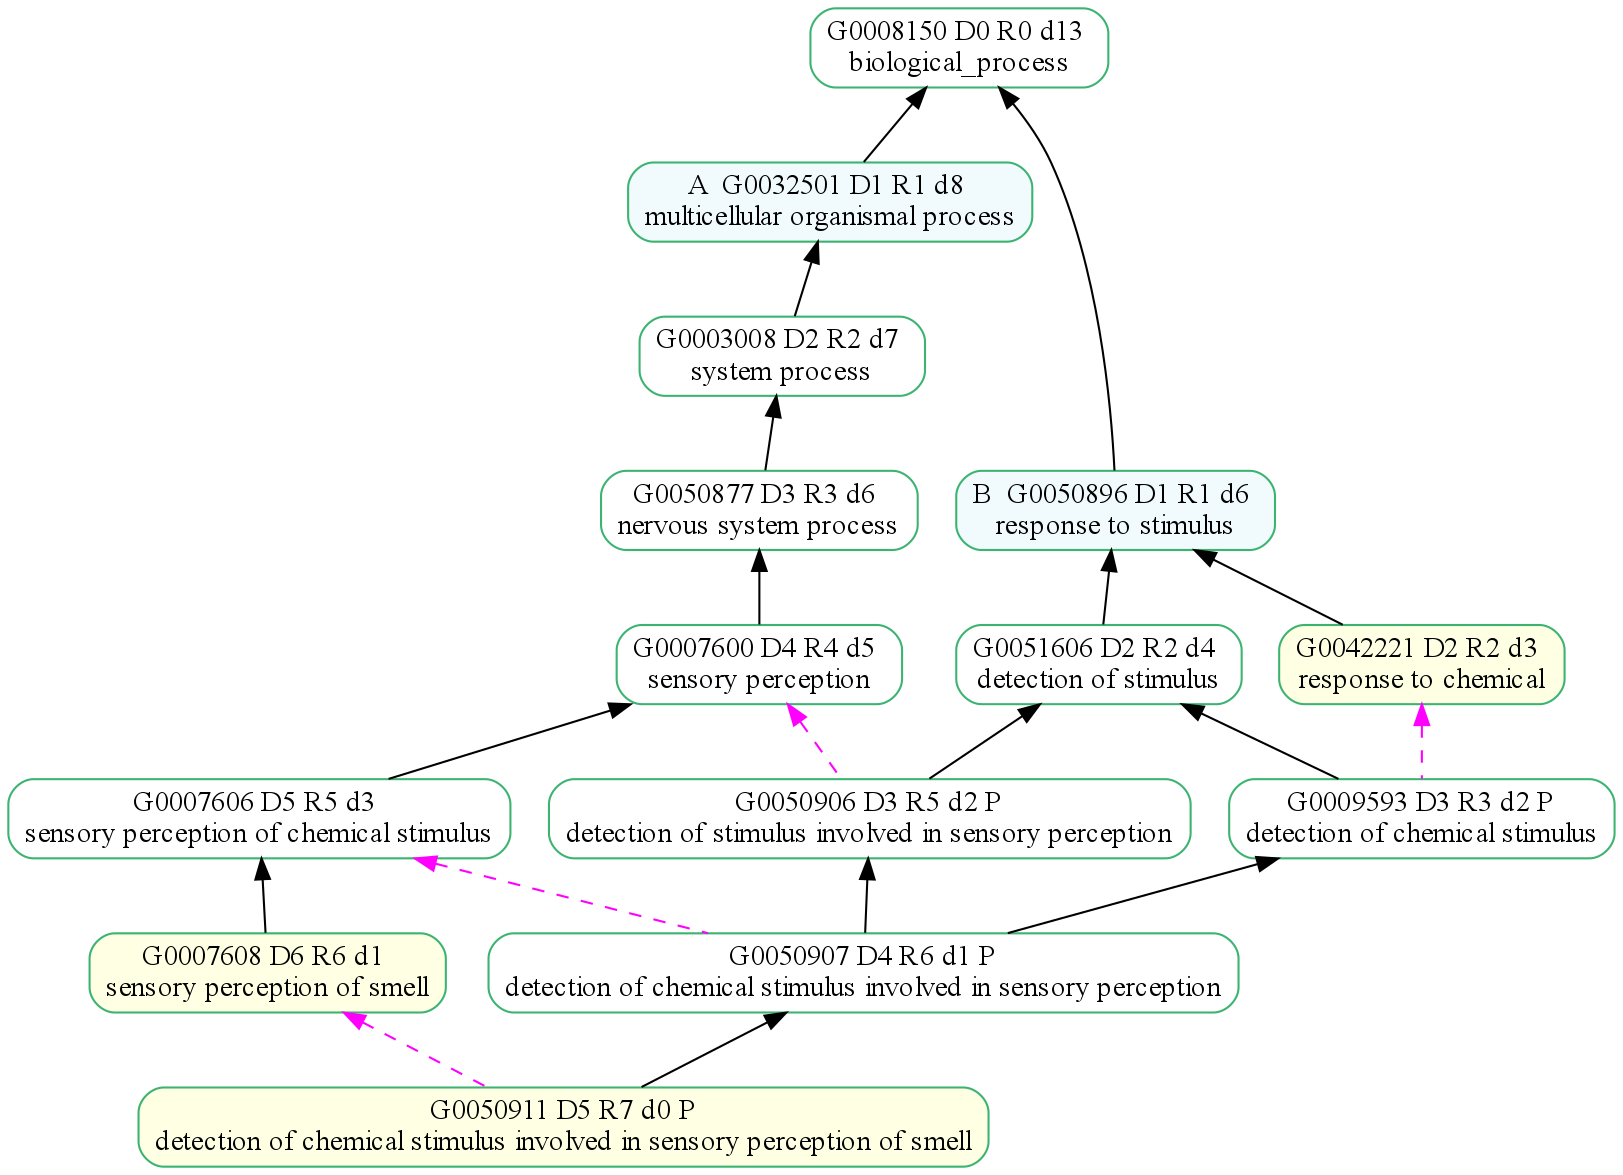 G0008150 D0 R0 d13
biological_process
A G0032501 D1 R1 d8
multicellular organismal process
G0003008 D2 R2 d7
system process
G0050877 D3 R3 d6
nervous system process
B G0050896 D1 R1 d6
response to stimulus
G0007600 D4 R4 d5
sensory perception
G0051606 D2 R2 d4
detection of stimulus
G0042221 D2 R2 d3
response to chemical
G0007606 D5 R5 d3
sensory perception of chemical stimulus
G0050906 D3 R5 d2 P
detection of stimulus involved in sensory perception
G0009593 D3 R3 d2 P
detection of chemical stimulus
G0007608 D6 R6 d1
sensory perception of smell
G0050907 D4 R6 d1 P
detection of chemical stimulus involved in sensory perception
G0050911 D5 R7 d0 P
detection of chemical stimulus involved in sensory perception of smell